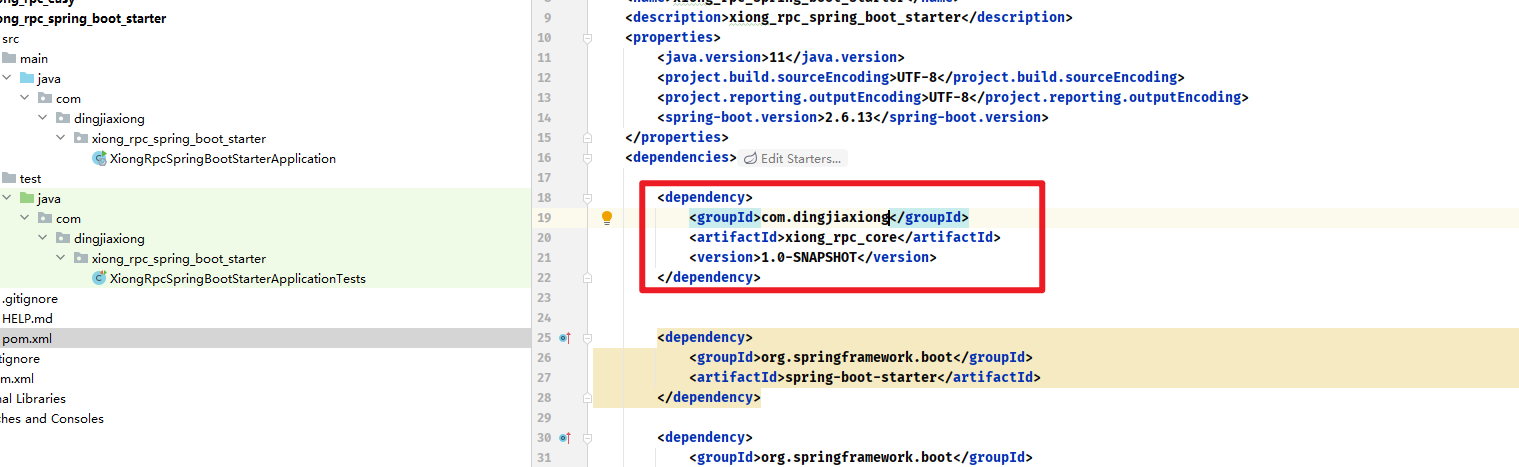 ong_rpc_spring_boot_starter
src
main
java
com
dingjiaxiong
xiong_rpc_spring_boot_starter
XiongRpcSpringBootStarterApplication
test
java
com
dingjiaxiong
xiong_rpc_spring_boot_starter
XiongRpcSpringBootStarterApplicationTests
.gitignore
HELP.md
pom.xml
tignore
m.xml
nal Libraries
ches and Consoles
9 <description>xiong_rpc_spring_boot_starter</description>
10 <properties>
11 <java.version>11</java.version>
12 <project.build.sourceEncoding>UTF-8</project.build.sourceEncoding>
13 <project.reporting.outputEncoding>UTF-8</project.reporting.outputEncoding>
14 <spring-boot.version>2.6.13</spring-boot.version>
15 </properties>
16 <dependencies> Edit Starters...
17
18 <dependency>
19 <groupId>com.dingjiaxiong</groupId>
20 <artifactId>xiong_rpc_core</artifactId>
21 <version>1.0-SNAPSHOT</version>
22 </dependency>
23
24
25 <dependency>
26 <groupId>org.springframework.boot</groupId>
27 <artifactId>spring-boot-starter</artifactId>
28 </dependency>
29
30 <dependency>
31 <groupId>org.springframework.boot</groupId>